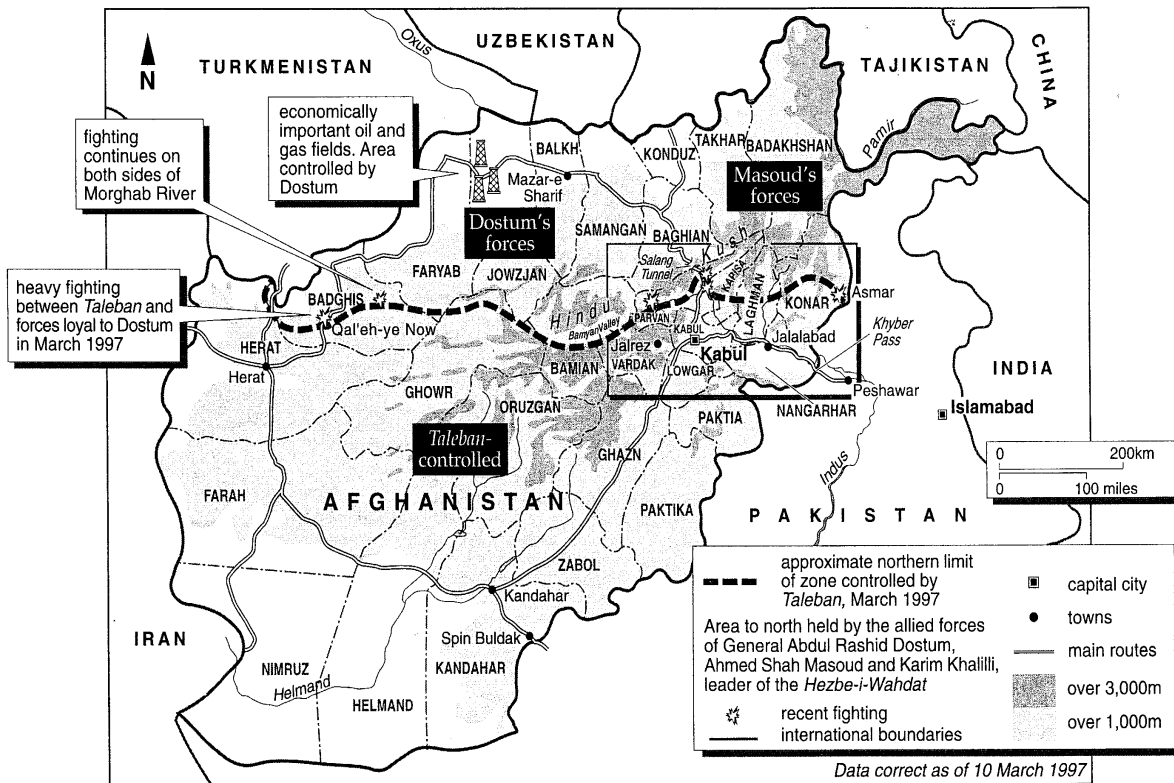 N
TURKMENISTAN
Oxus
UZBEKISTAN
TAJIKISTAN
CHINA
Pamir
fighting
continues on
both sides of
Morghab River
economically
important oil and
gas fields. Area
controlled by
Dostum
heavy fighting
between Taleban and
forces loyal to Dostum
in March 1997
BALKH
Mazar-e
Sharif
KONDUZ
TAKHAR
BADAKHSHAN
Masoud's
forces
Dostum's
forces
SAMANGAN
BAGHIAN
FARYAB
JOWZJAN
Salang
Tunnel
Hindu Kush
BADGHIS
Qal'eh-ye Now
Bamyan Valley
PARVAN
KAPISA
LAGHMAN
KONAR
Asmar
HERAT
Herat
KABUL
Kabul
Jalrez
Jalalabad
Khyber
Pass
BAMIAN
VARDAK
LOWGAR
Peshawar
NANGARHAR
INDIA
Islamabad
GHOWR
ORUZGAN
PAKTIA
Taleban-
controlled
GHAZN
Indus
0 200km
0 100 miles
FARAH
AFGHANISTAN
PAKTIKA
PAKISTAN
ZABOL
Kandahar
Spin Buldak
IRAN
NIMRUZ
Helmand
HELMAND
KANDAHAR
approximate northern limit
of zone controlled by
Taleban, March 1997
Area to north held by the allied forces
of General Abdul Rashid Dostum,
Ahmed Shah Masoud and Karim Khalilli,
leader of the Hezbe-i-Wahdat
recent fighting
international boundaries
capital city
towns
main routes
over 3,000m
over 1,000m
Data correct as of 10 March 1997